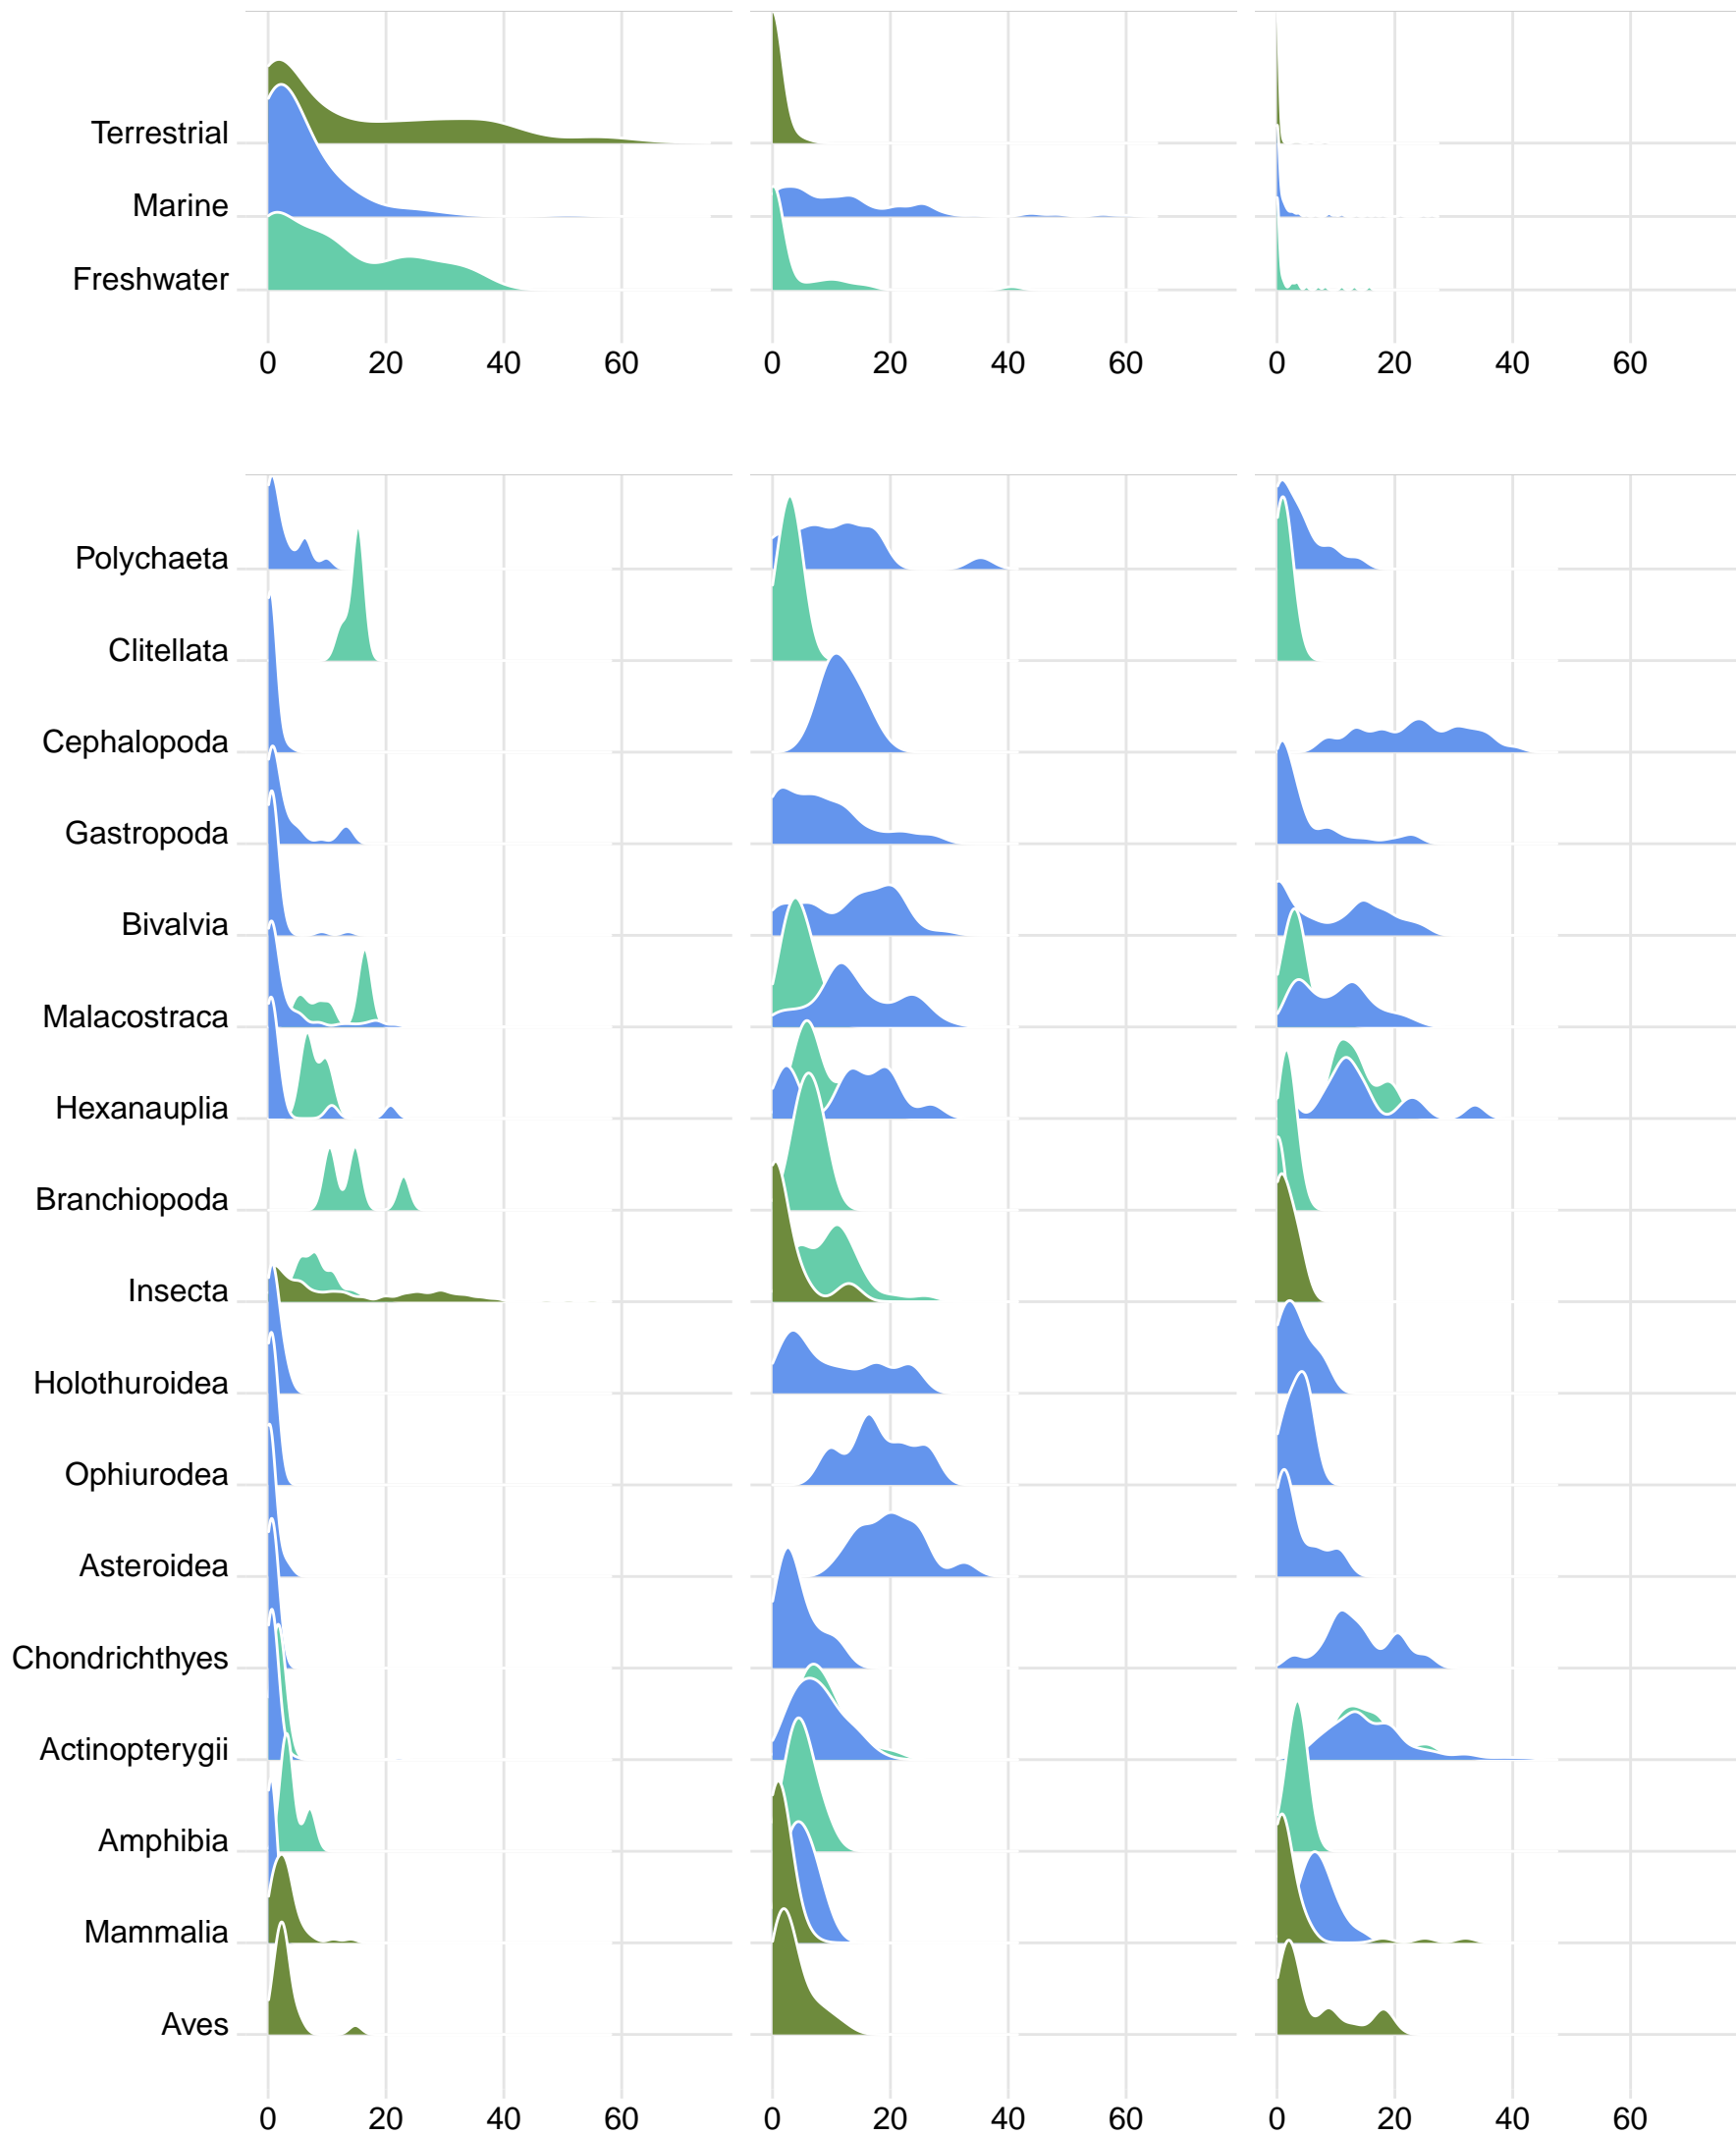 Terrestrial
Marine
Freshwater
0 20 40 60 0 20 40 60 0 20 40 60
Polychaeta
Clitellata
Cephalopoda
Gastropoda
Bivalvia
Malacostraca
Hexanauplia
Branchiopoda
Insecta
Holothuroidea
Ophiurodea
Asteroidea
Chondrichthyes
Actinopterygii
Amphibia
Mammalia
Aves
0 20 40 60 0 20 40 60 0 20 40 60